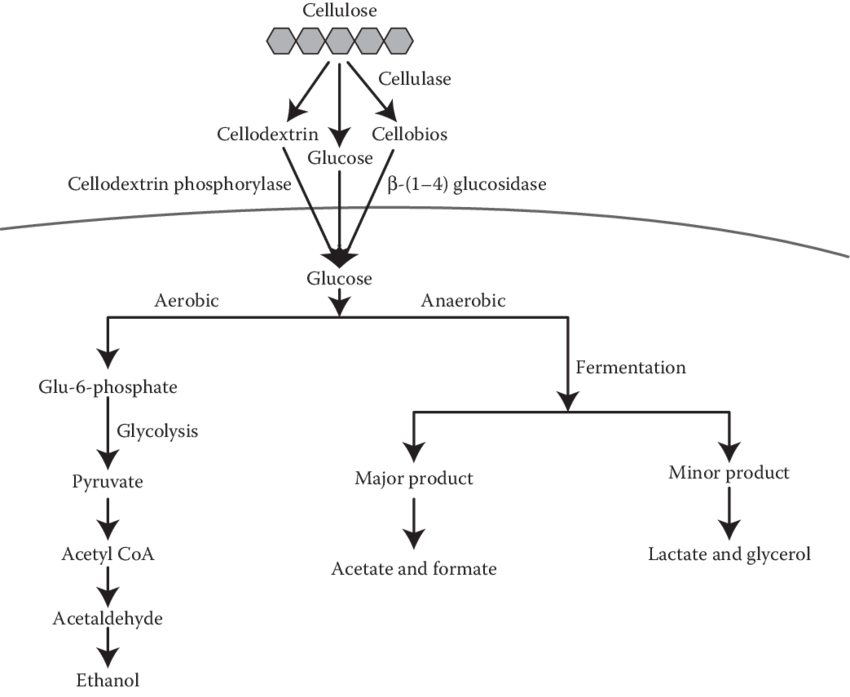 Cellulose
Cellulase
Cellodextrin
Cellobios
Glucose
Cellodextrin phosphorylase
β-(1–4) glucosidase
Glucose
Aerobic
Anaerobic
Fermentation
Glu-6-phosphate
Glycolysis
Pyruvate
Major product
Minor product
Acetyl CoA
Acetate and formate
Lactate and glycerol
Acetaldehyde
Ethanol